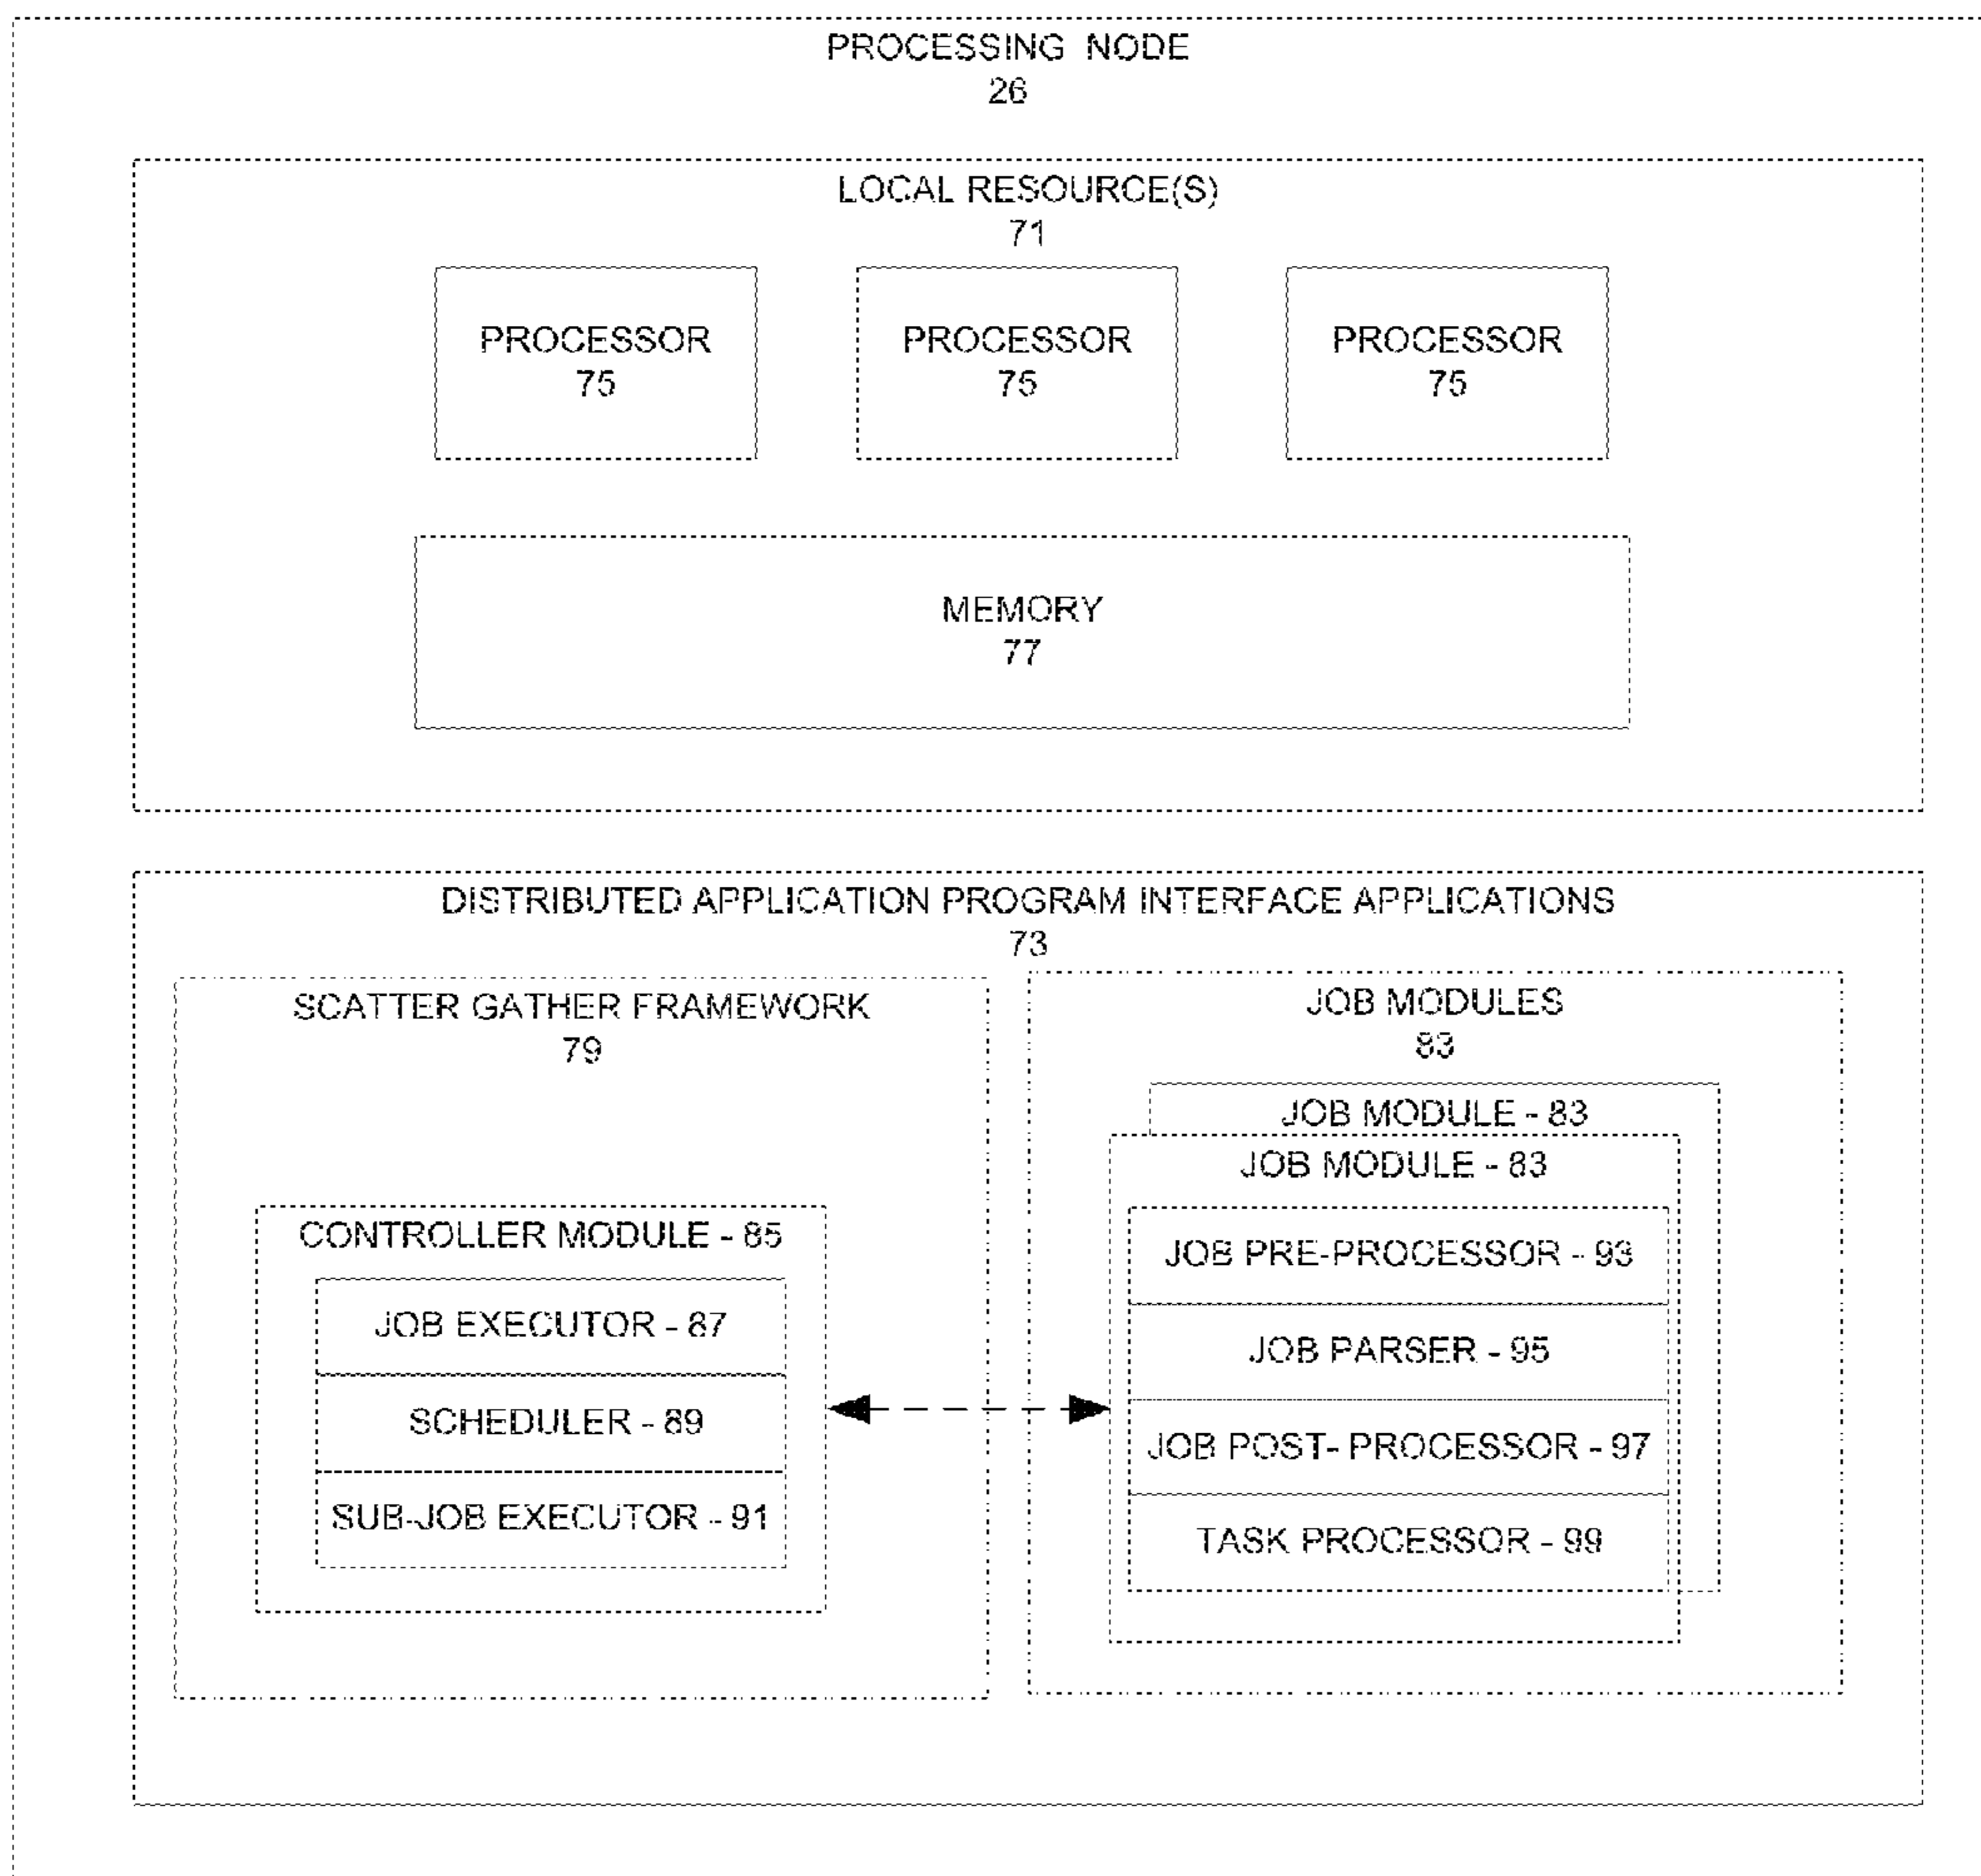 PROCESSING NODE
26
LOCAL RESOURCE(S)
71
PROCESSOR
75
PROCESSOR
75
PROCESSOR
75
MEMORY
77
DISTRIBUTED APPLICATION PROGRAM INTERFACE APPLICATIONS
73
SCATTER GATHER FRAMEWORK
79
CONTROLLER MODULE - 85
JOB EXECUTOR - 87
SCHEDULER - 89
SUB-JOB EXECUTOR - 91
JOB MODULES
83
JOB MODULE - 83
JOB MODULE - 83
JOB PRE-PROCESSOR - 93
JOB PARSER - 95
JOB POST- PROCESSOR - 97
TASK PROCESSOR - 99